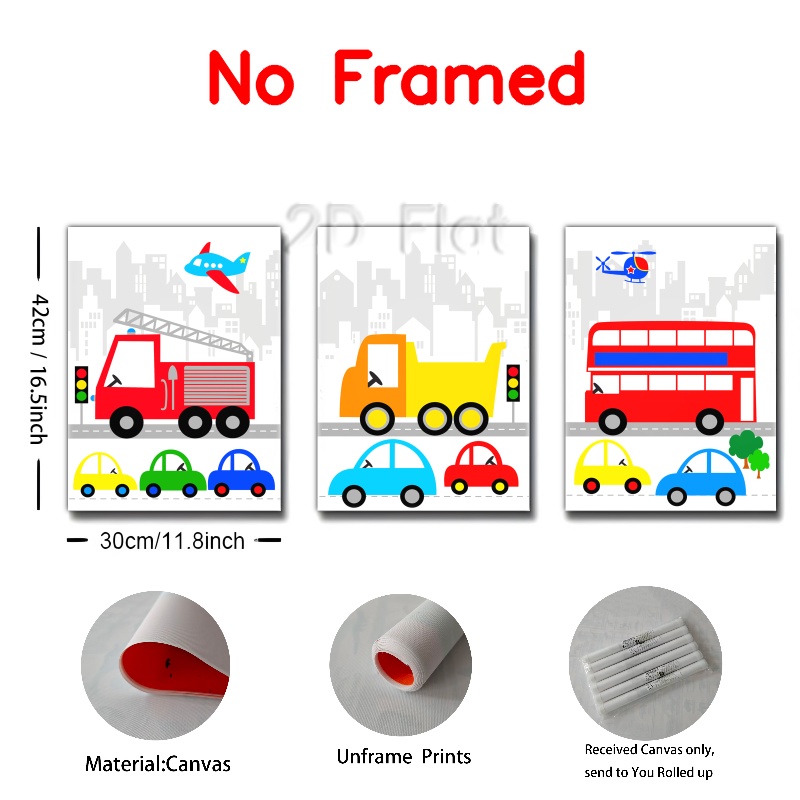 No Framed
2D Flat
42cm / 16.5inch
30cm/11.8inch
Material:Canvas
Unframe Prints
Received Canvas only,
send to You Rolled up